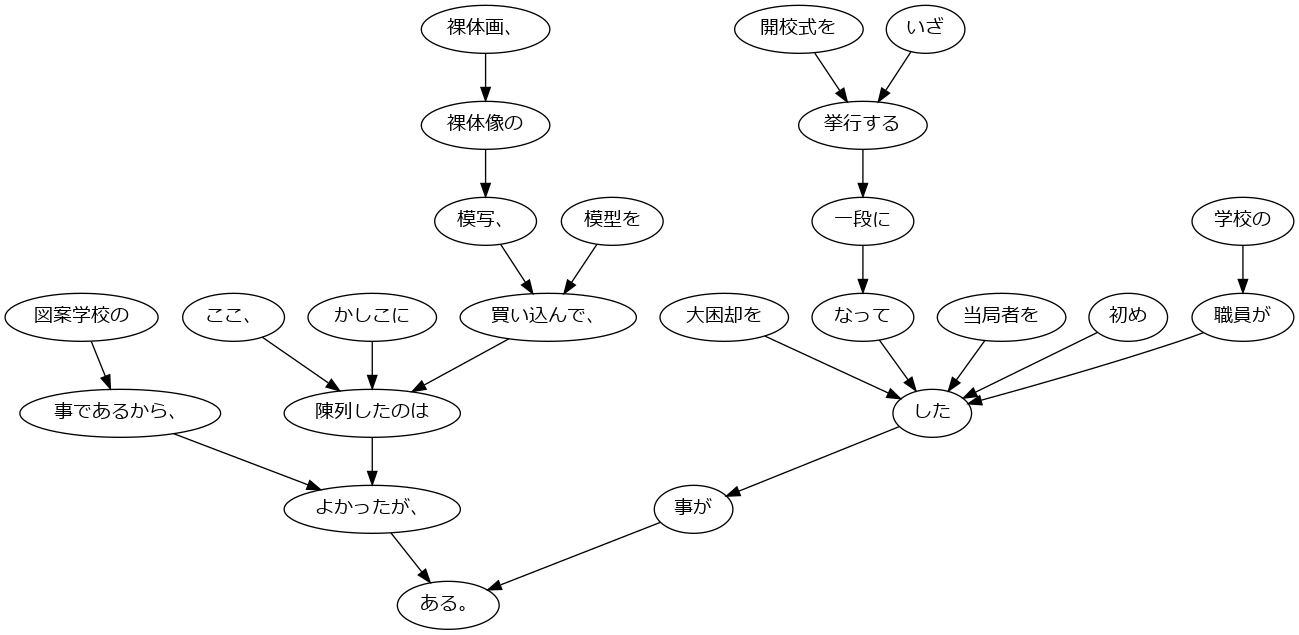 裸体画、
開校式を
いざ
裸体像の
挙行する
模写、
模型を
一段に
学校の
図案学校の
ここ、
かしこに
買い込んで、
大困却を
なって
当局者を
初め
職員が
事であるから、
陳列したのは
した
よかったが、
事が
ある。